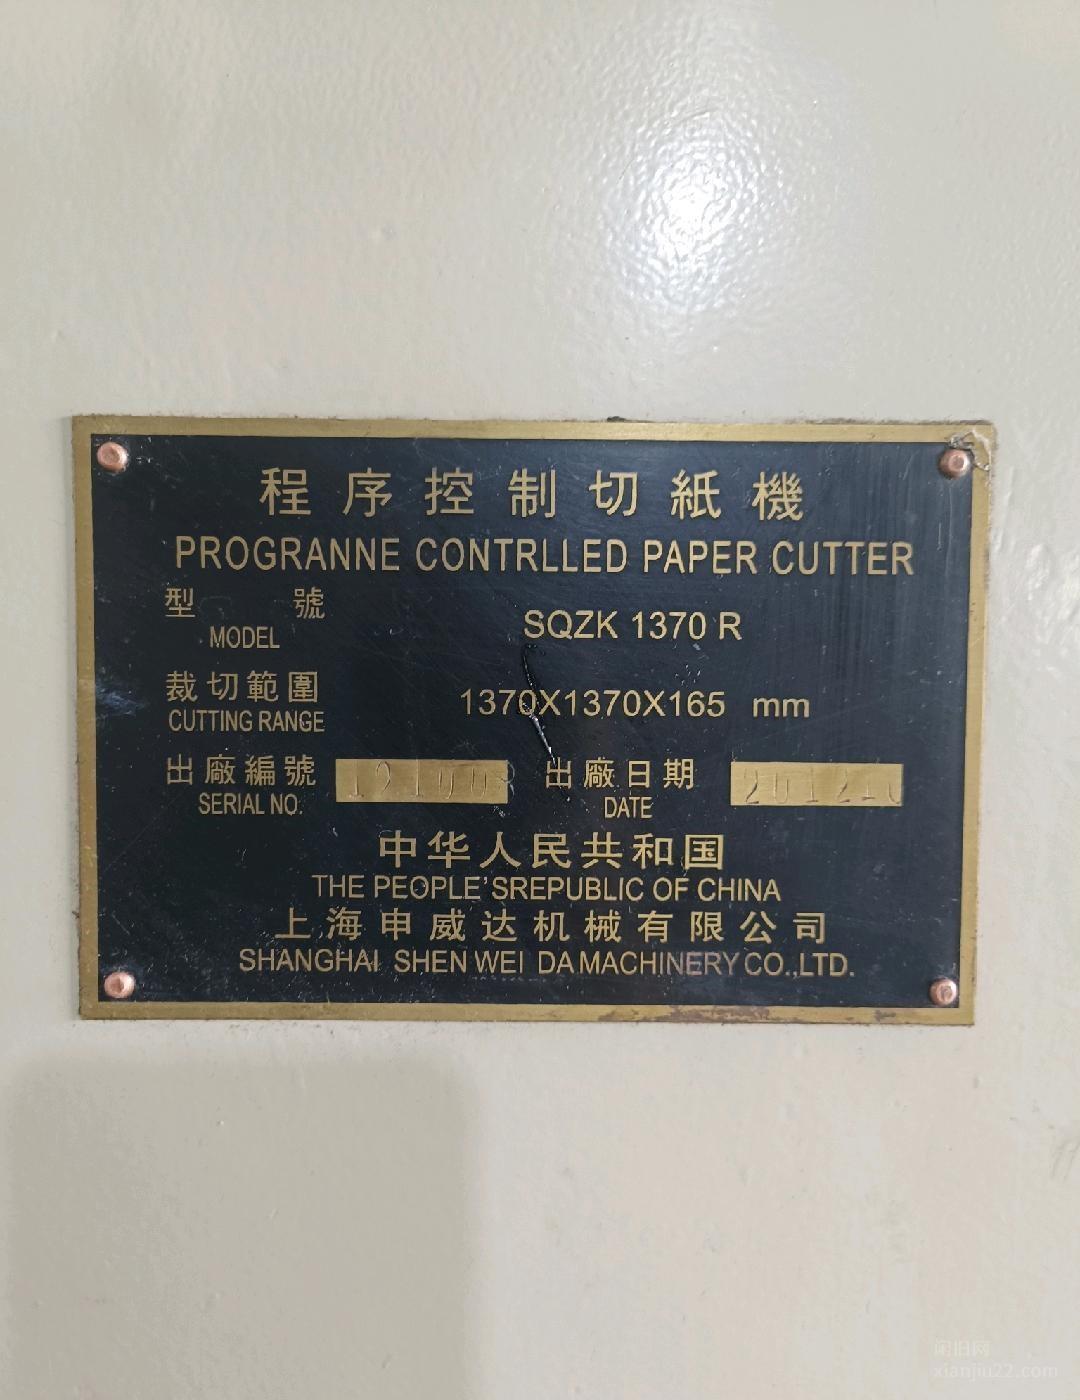 程序控制切紙機
PROGRANNE CONTRLLED PAPER CUTTER
型號
MODEL
SQZK 1370 R
裁切範圍
CUTTING RANGE
1370X1370X165 mm
出廠編號
SERIAL NO.
出廠日期
DATE
中华人民共和国
THE PEOPLE'SREPUBLIC OF CHINA
上海申威达机械有限公司
SHANGHAI SHEN WEI DA MACHINERY CO.,LTD.
闲旧网
xianjiu22.com